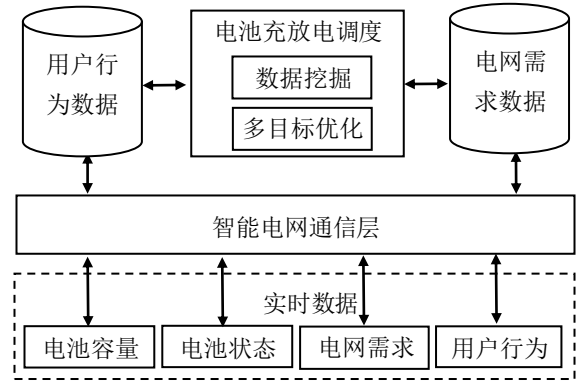 用户行
为数据
电池充放电调度
数据挖掘
多目标优化
电网需
求数据
智能电网通信层
实时数据
电池容量
电池状态
电网需求
用户行为